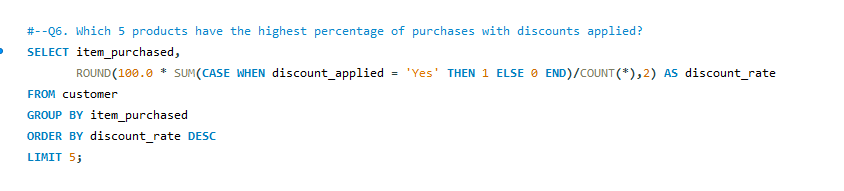 #--Q6. Which 5 products have the highest percentage of purchases with discounts applied?
SELECT item_purchased,
ROUND(100.0 * SUM(CASE WHEN discount_applied = 'Yes' THEN 1 ELSE 0 END)/COUNT(*),2) AS discount_rate
FROM customer
GROUP BY item_purchased
ORDER BY discount_rate DESC
LIMIT 5;